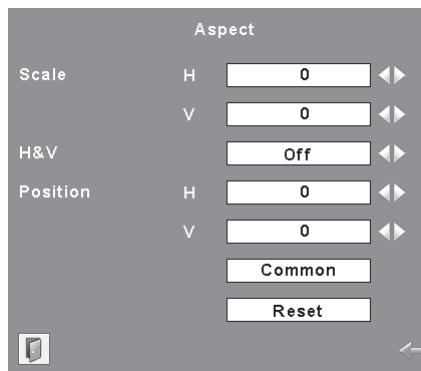 Aspect
Scale H 0
V 0
H&V Off
Position H 0
V 0
Common
Reset